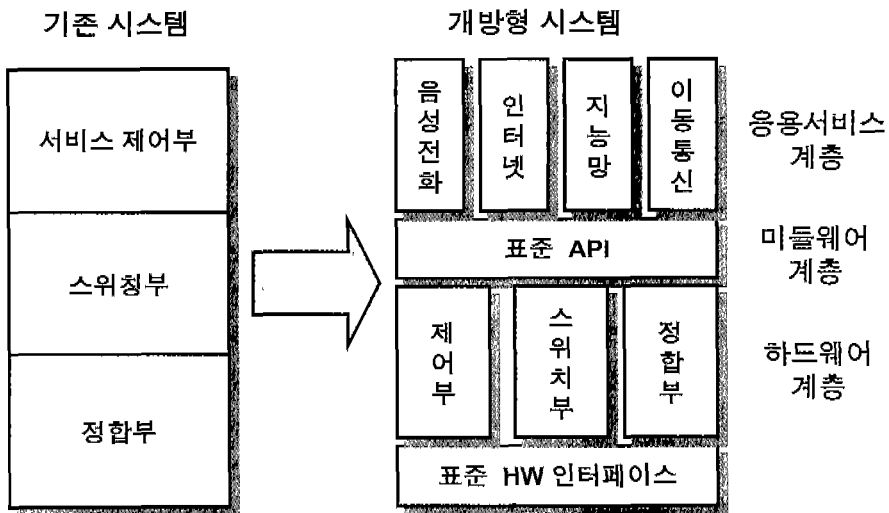 기존 시스템
개방형 시스템
서비스 제어부
스위칭부
정합부
음성전화
인터넷
지능망
이동통신
응용서비스
계층
표준 API
미들웨어
계층
제어부
스위치부
정합부
하드웨어
계층
표준 HW 인터페이스